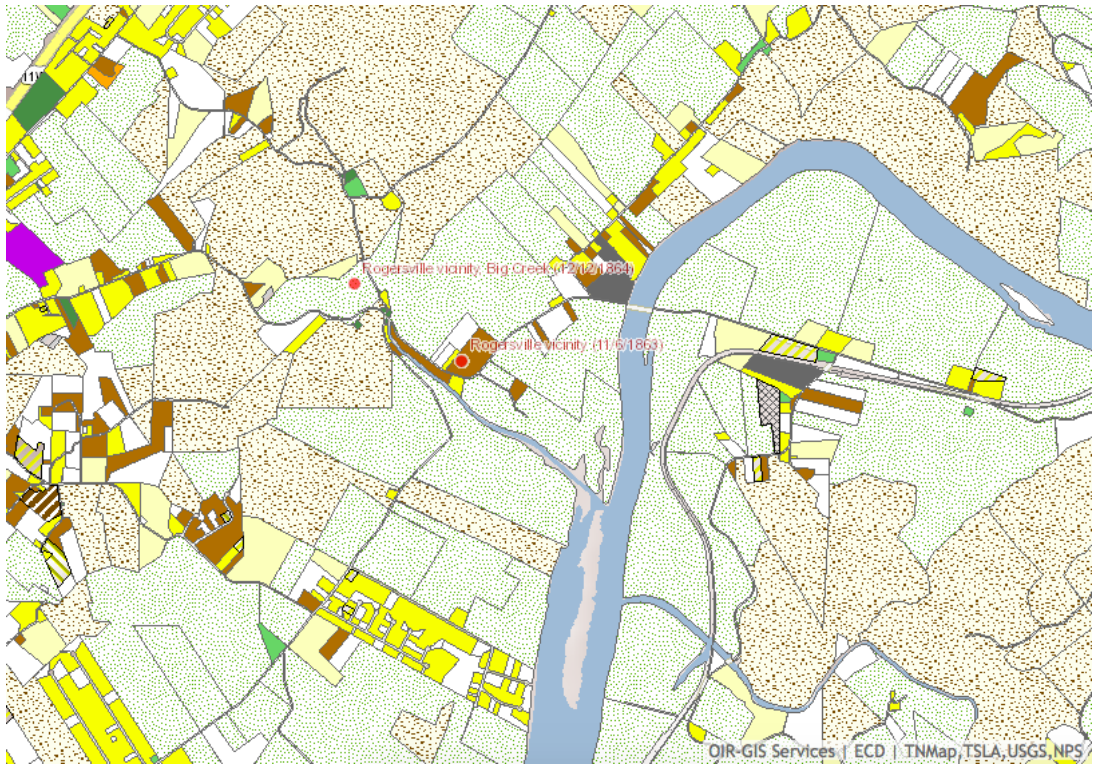 11W
Rogersville vicinity, Big Creek (12/12/1864)
Rogersville vicinity (11/6/1863)
OIR-GIS Services | ECD | TNMap,TSLA,USGS,NPS